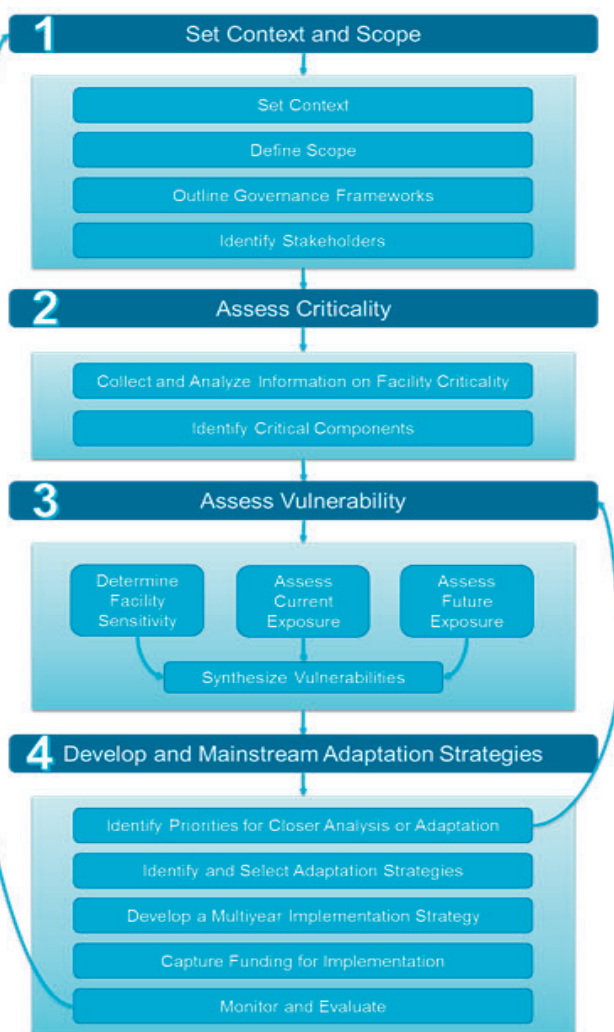 1 Set Context and Scope
Set Context
Define Scope
Outline Governance Frameworks
Identify Stakeholders
2 Assess Criticality
Collect and Analyze Information on Facility Criticality
Identify Critical Components
3 Assess Vulnerability
Determine
Facility
Sensitivity
Assess
Current
Exposure
Assess
Future
Exposure
Synthesize Vulnerabilities
4 Develop and Mainstream Adaptation Strategies
Identify Priorities for Closer Analysis or Adaptation
Identify and Select Adaptation Strategies
Develop a Multiyear Implementation Strategy
Capture Funding for Implementation
Monitor and Evaluate